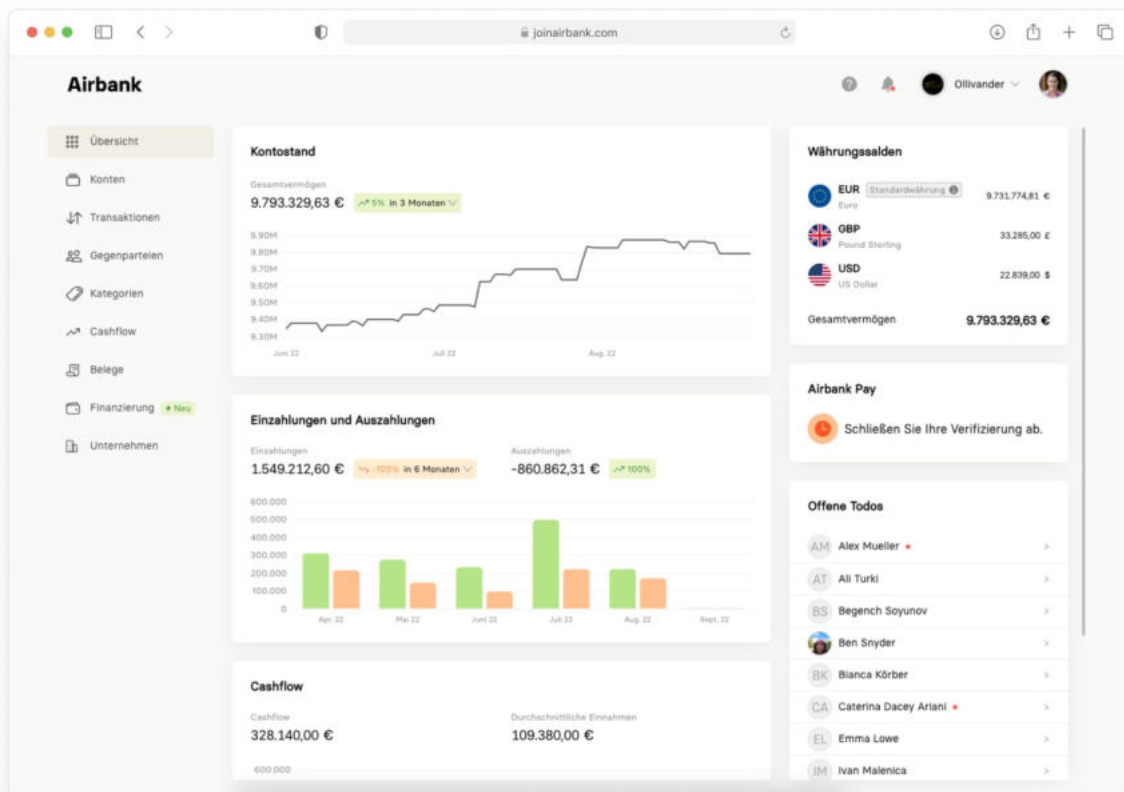 joinairbank.com
Airbank
Ollivander
Übersicht
Konten
Transaktionen
Gegenparteien
Kategorien
Cashflow
Belege
Finanzierung Neu
Unternehmen
Kontostand
Gesamtvermögen
9.793.329,63 € 5% in 3 Monaten
9.90M
9.80M
9.70M
9.60M
9.50M
9.40M
9.30M
Juni 22 Juli 22 Aug. 22
Einzahlungen und Auszahlungen
Einzahlungen Auszahlungen
1.549.212,60 € -100% in 6 Monaten -860.862,31 € 100%
600.000
500.000
400.000
300.000
200.000
100.000
0
Apr. 22 Mai 22 Juni 22 Juli 22 Aug. 22 Sept. 22
Cashflow
Cashflow Durchschnittliche Einnahmen
328.140,00 € 109.380,00 €
600.000
Währungssalden
EUR Standardwährung 9.731.774,81 €
Euro
GBP 33.285,00 £
Pound Sterling
USD 22.839,00 $
US Dollar
Gesamtvermögen 9.793.329,63 €
Airbank Pay
Schließen Sie Ihre Verifizierung ab.
Offene Todos
AM Alex Mueller
AT Ali Turki
BS Begench Soyunov
Ben Snyder
BK Bianca Körber
CA Caterina Dacey Ariani
EL Emma Lowe
IM Ivan Malenica